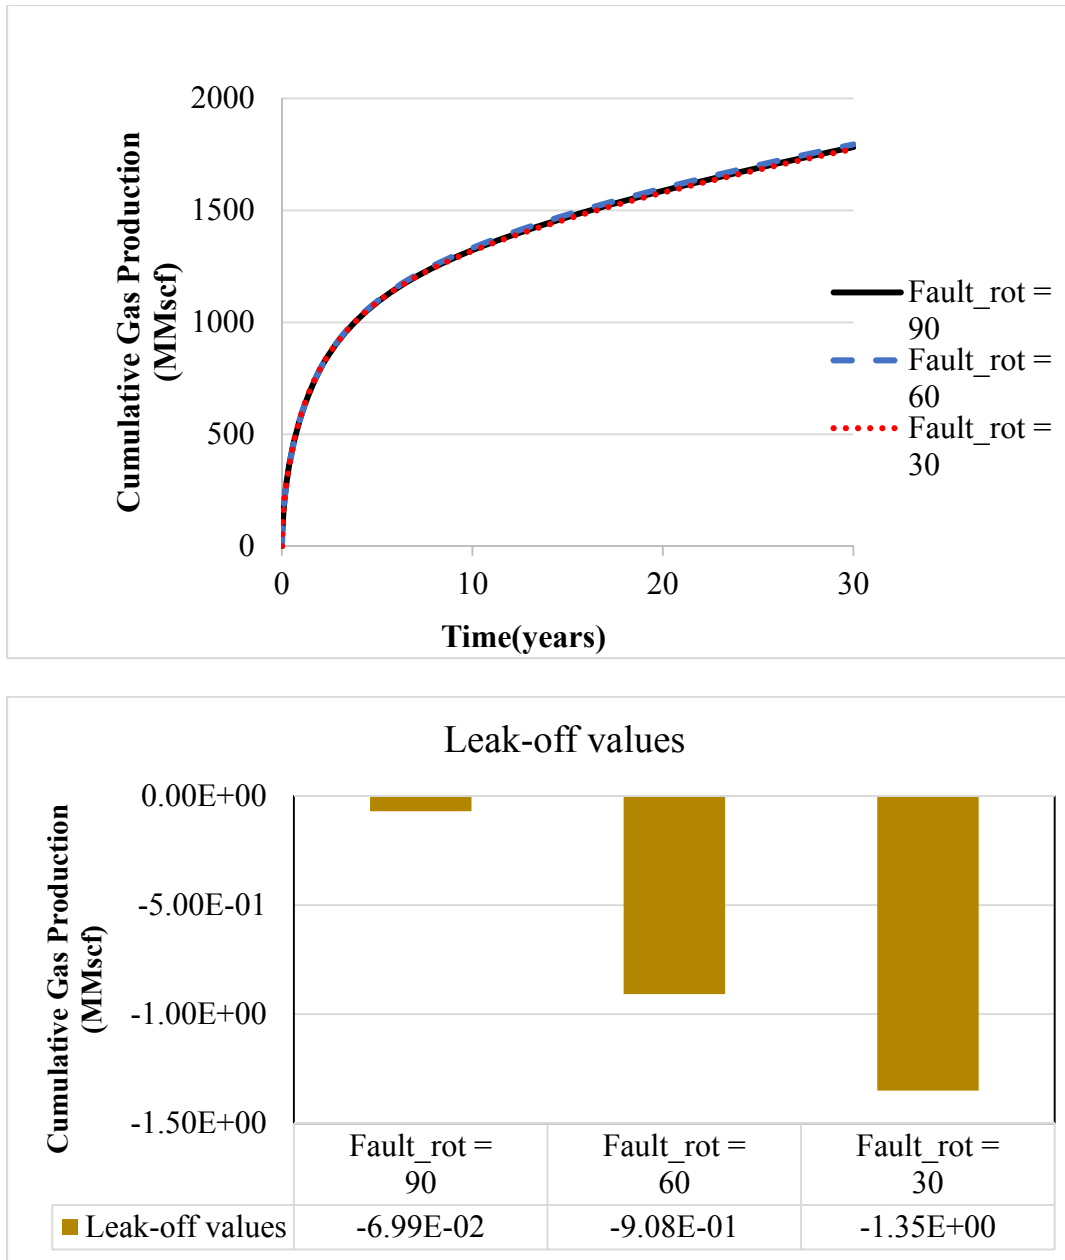 Cumulative Gas Production
(MMscf)
2000
1500
1000
500
0
0
10
20
30
Time(years)
Fault_rot =
90
Fault_rot =
60
Fault_rot =
30
Leak-off values
Cumulative Gas Production
(MMscf)
0.00E+00
-5.00E-01
-1.00E+00
-1.50E+00
Fault_rot =
90
Fault_rot =
60
Fault_rot =
30
Leak-off values
-6.99E-02
-9.08E-01
-1.35E+00